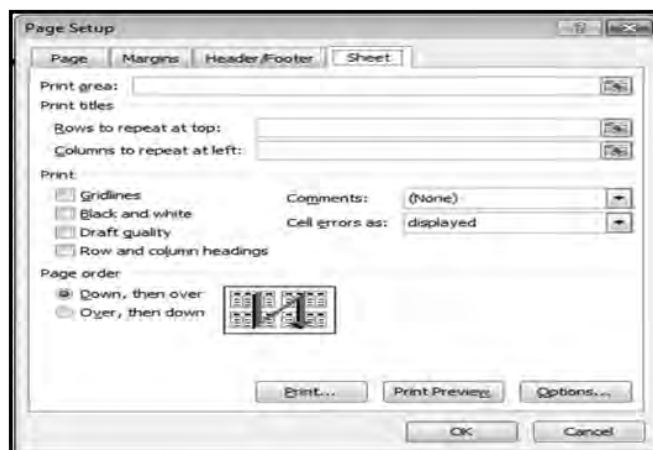 Page Setup
Page Margins Header/Footer Sheet
Print area:
Print titles
Rows to repeat at top:
Columns to repeat at left:
Print
Gridlines Comments: (None)
Black and white Cell errors as: displayed
Draft quality
Row and column headings
Page order
Down, then over
Over, then down
Print... Print Preview Options...
OK Cancel